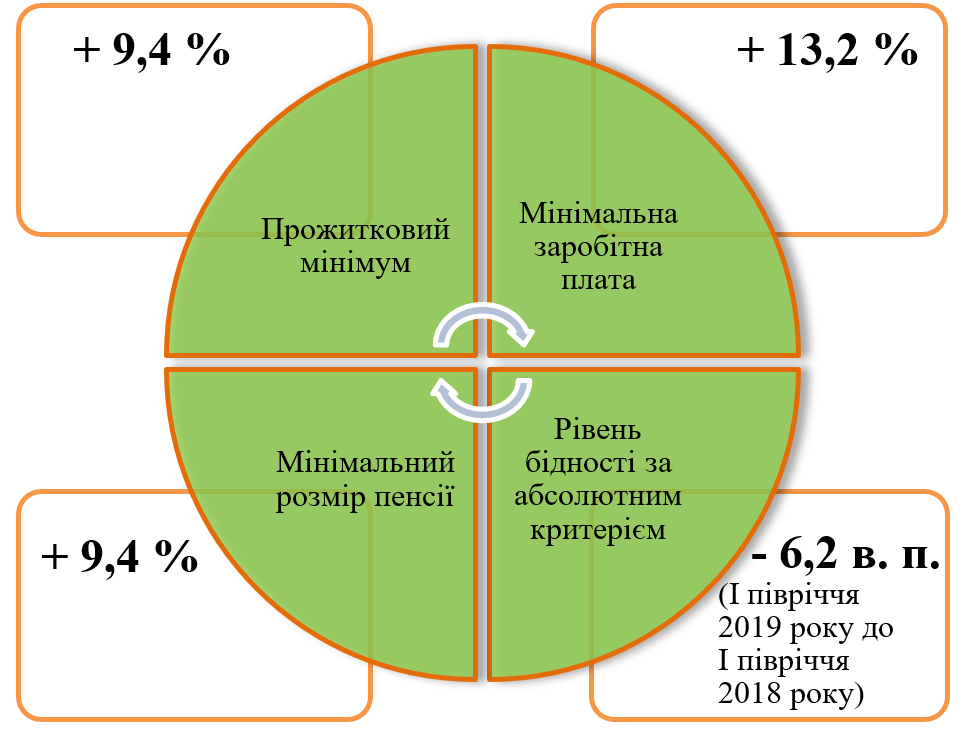 + 9,4 %
Прожитковий
мінімум
+ 13,2 %
Мінімальна
заробітна
плата
Мінімальний
розмір пенсії
+ 9,4 %
Рівень
бідності за
абсолютним
критерієм
- 6,2 в. п.
(І півріччя
2019 року до
І півріччя
2018 року)